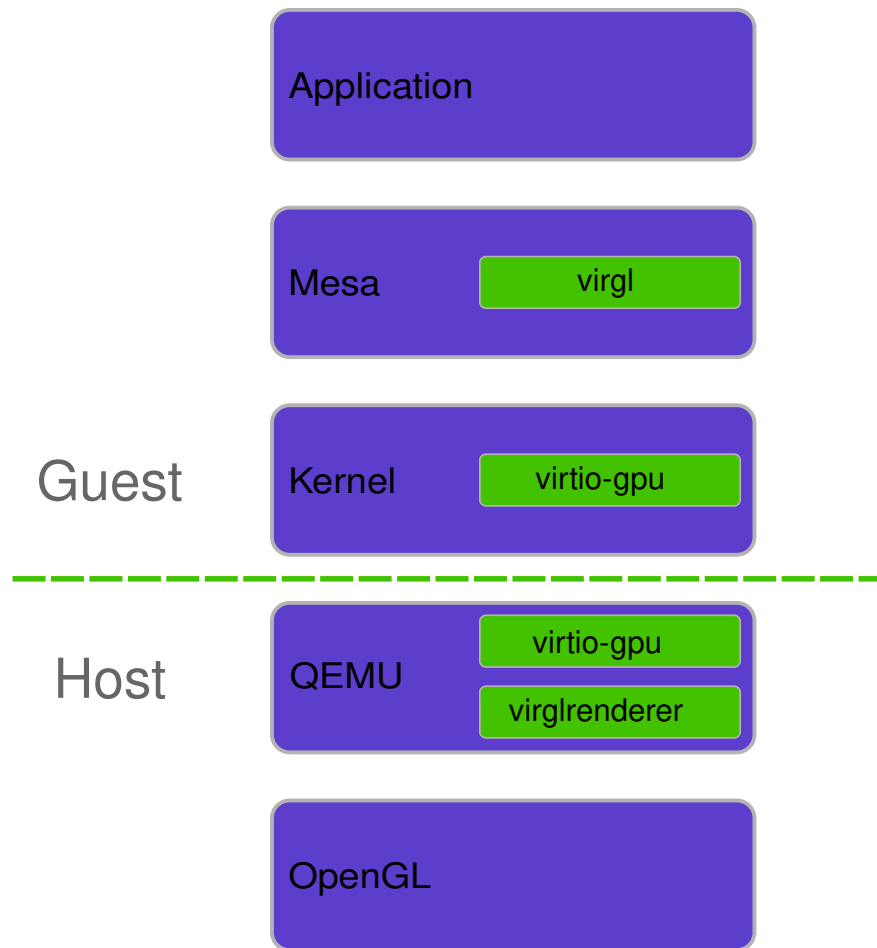 Application
Mesa
virgl
Guest
Kernel
virtio-gpu
Host
QEMU
virtio-gpu
virglrenderer
OpenGL